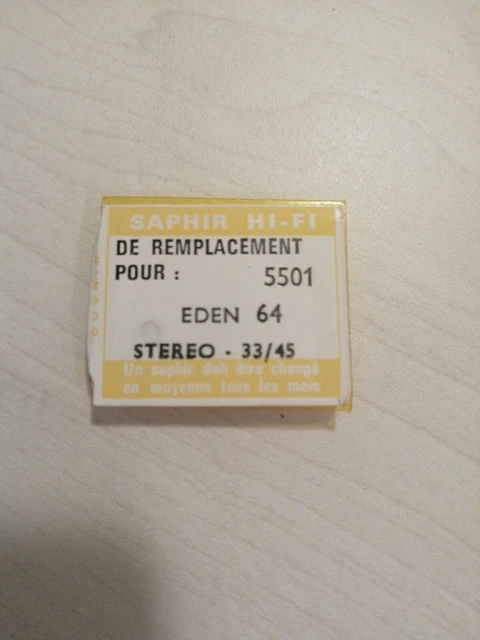 SAPHIR HI-FI
DE REMPLACEMENT
POUR : 5501
EDEN 64
STEREO - 33/45
Un saphir doit être changé
en moyenne tous les mois
OUVRIR